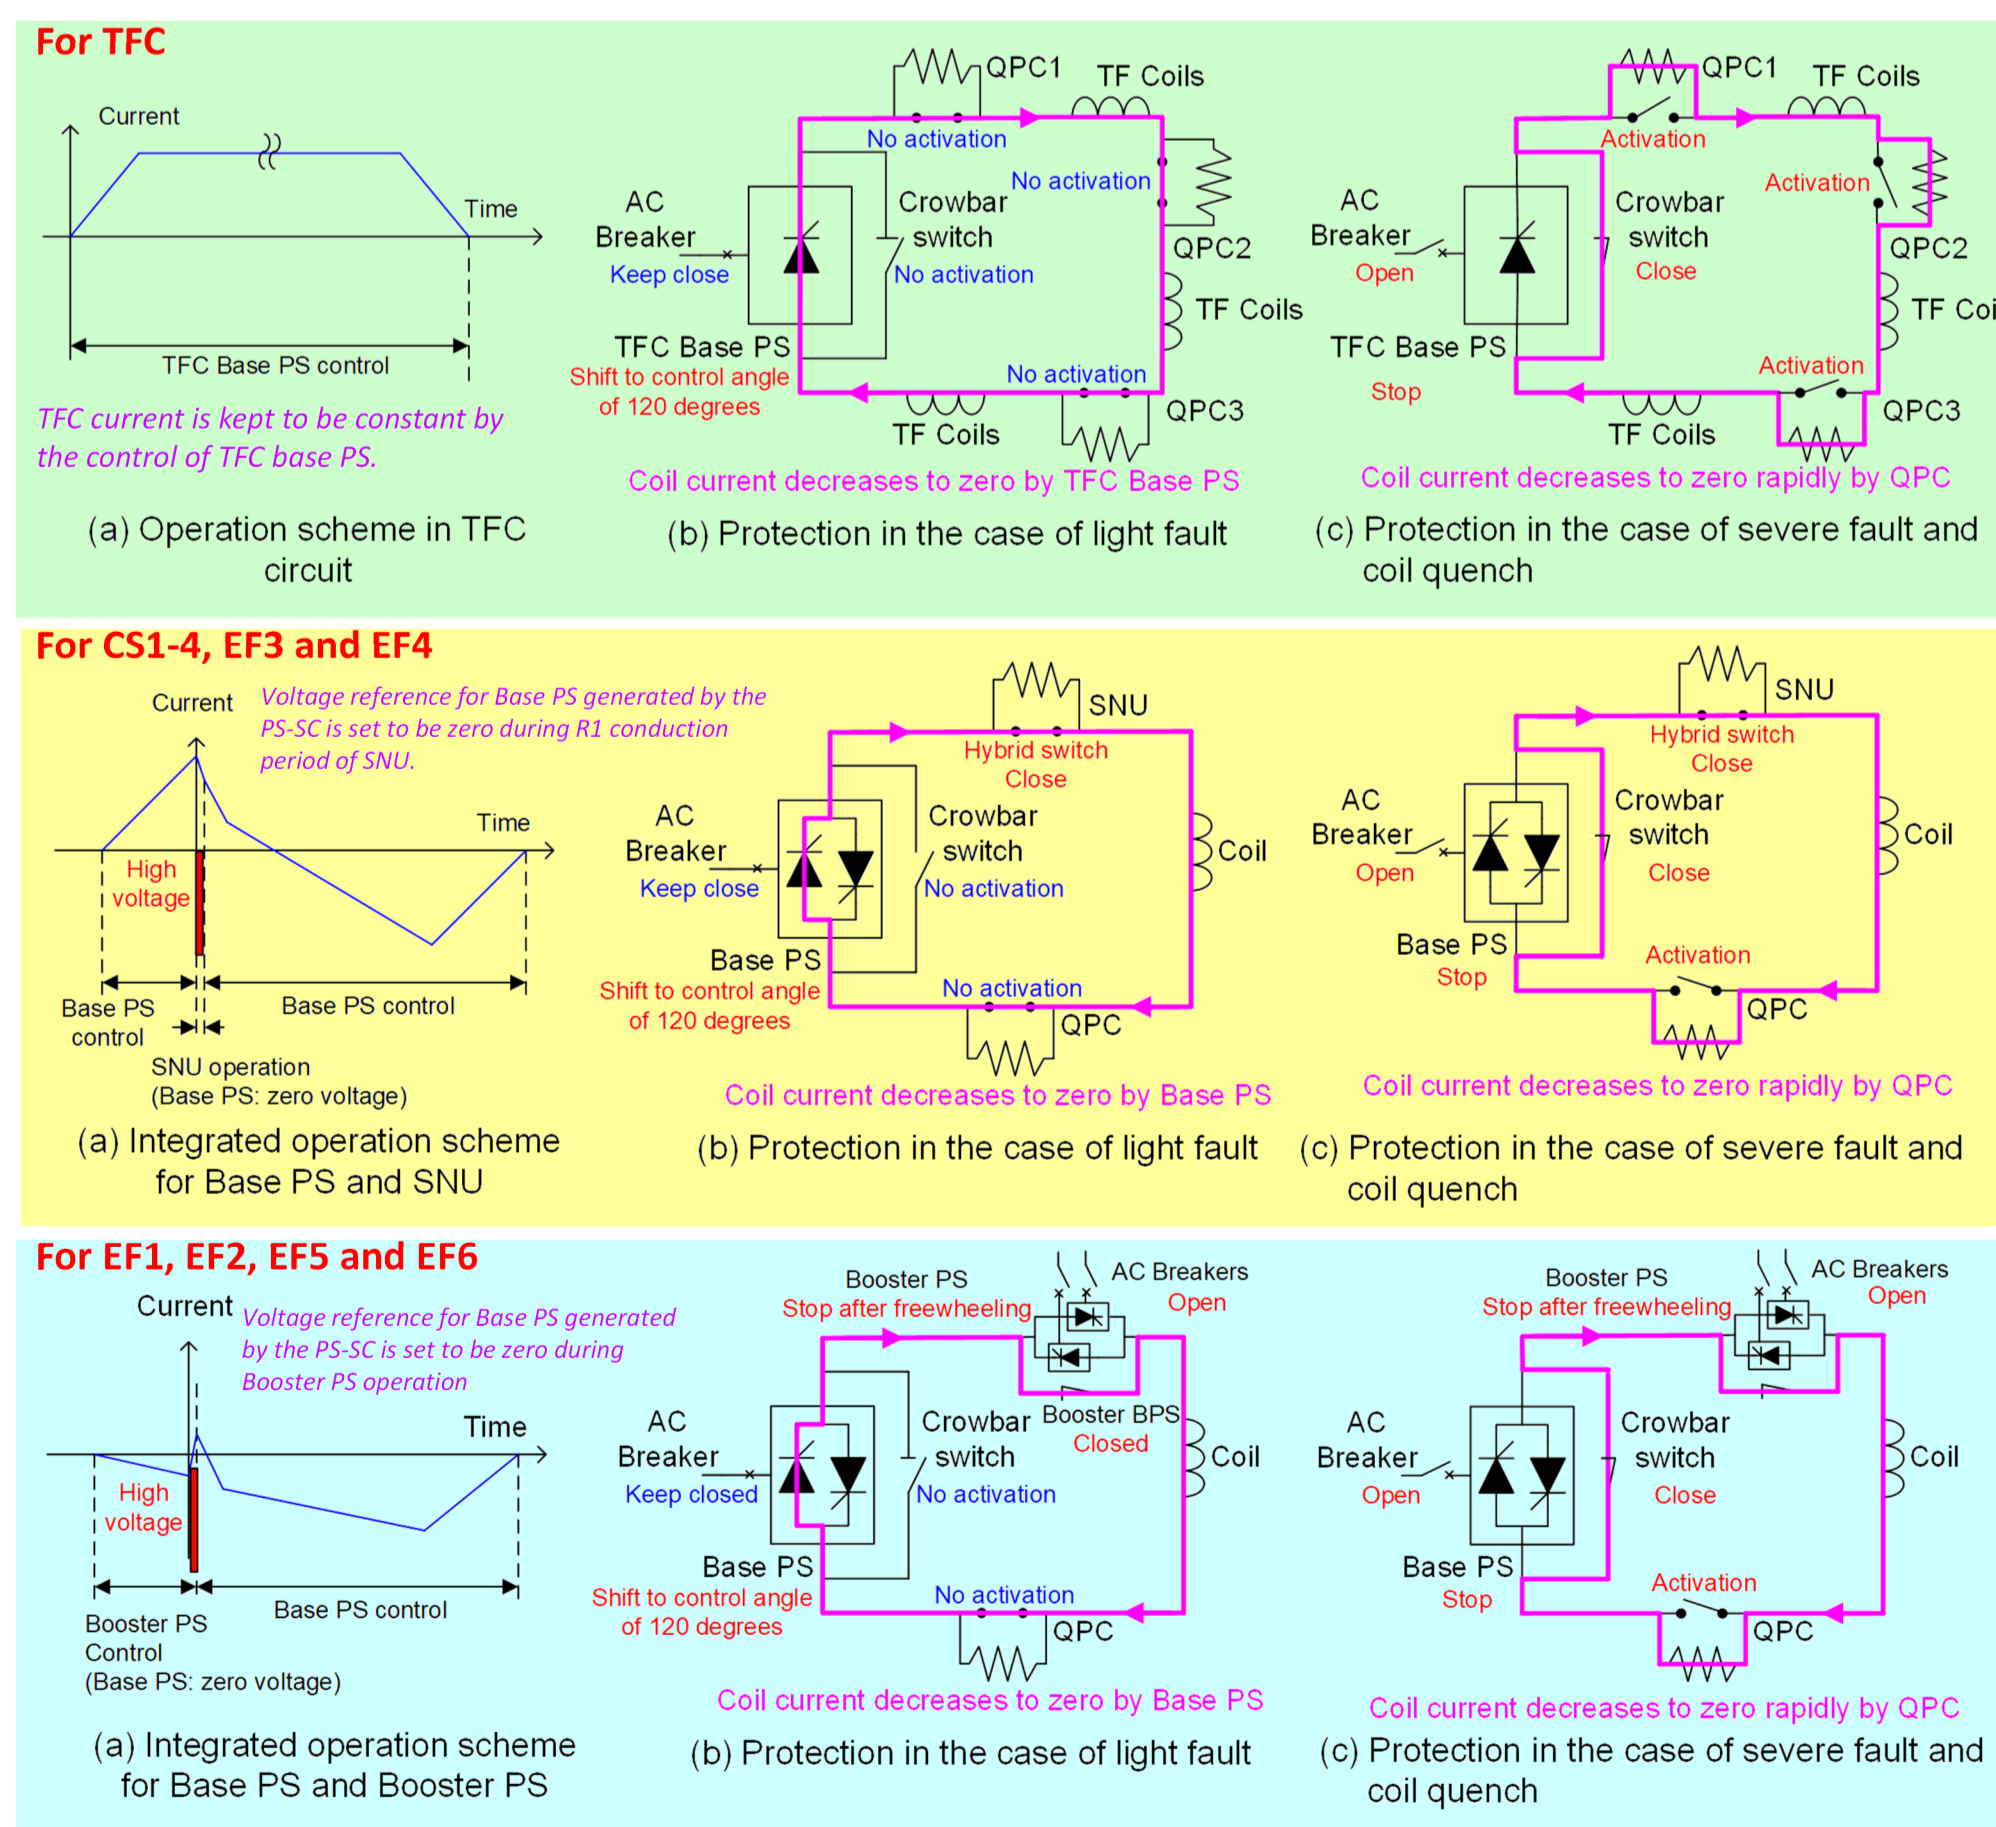 For TFC
Current
Time
TFC Base PS control
TFC current is kept to be constant by
the control of TFC base PS.
(a) Operation scheme in TFC
circuit
QPC1
TF Coils
No activation
No activation
AC
Breaker
Keep close
Crowbar
switch
No activation
QPC2
TF Coils
TFC Base PS
Shift to control angle
of 120 degrees
No activation
TF Coils
QPC3
Coil current decreases to zero by TFC Base PS
(b) Protection in the case of light fault
QPC1
TF Coils
Activation
Activation
AC
Breaker
Open
Crowbar
switch
Close
QPC2
TF Coi
TFC Base PS
Stop
Activation
TF Coils
QPC3
Coil current decreases to zero rapidly by QPC
(c) Protection in the case of severe fault and
coil quench
For CS1-4, EF3 and EF4
Current
Voltage reference for Base PS generated by the
PS-SC is set to be zero during R1 conduction
period of SNU.
Time
High
voltage
Base PS
control
Base PS control
SNU operation
(Base PS: zero voltage)
(a) Integrated operation scheme
for Base PS and SNU
SNU
Hybrid switch
Close
AC
Breaker
Keep close
Crowbar
switch
No activation
Coil
Base PS
Shift to control angle
of 120 degrees
No activation
QPC
Coil current decreases to zero by Base PS
(b) Protection in the case of light fault
SNU
Hybrid switch
Close
AC
Breaker
Open
Crowbar
switch
Close
Coil
Base PS
Stop
Activation
QPC
Coil current decreases to zero rapidly by QPC
(c) Protection in the case of severe fault and
coil quench
For EF1, EF2, EF5 and EF6
Current
Voltage reference for Base PS generated
by the PS-SC is set to be zero during
Booster PS operation
Time
High
voltage
Booster PS
Control
(Base PS: zero voltage)
Base PS control
(a) Integrated operation scheme
for Base PS and Booster PS
Booster PS
Stop after freewheeling
AC Breakers
Open
AC
Breaker
Keep closed
Crowbar
switch
No activation
Booster BPS
Closed
Coil
Base PS
Shift to control angle
of 120 degrees
No activation
QPC
Coil current decreases to zero by Base PS
(b) Protection in the case of light fault
Booster PS
Stop after freewheeling
AC Breakers
Open
AC
Breaker
Open
Crowbar
switch
Close
Coil
Base PS
Stop
Activation
QPC
Coil current decreases to zero rapidly by QPC
(c) Protection in the case of severe fault and
coil quench